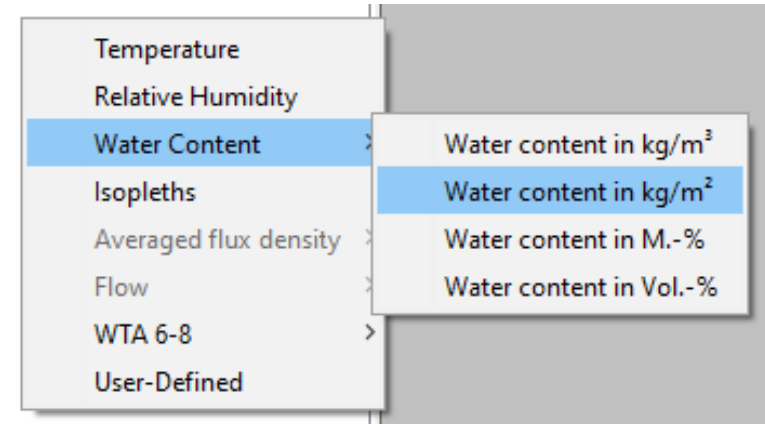 Temperature
Relative Humidity
Water Content
Isopleths
Averaged flux density
Flow
WTA 6-8
User-Defined
Water content in kg/m³
Water content in kg/m²
Water content in M.-%
Water content in Vol.-%